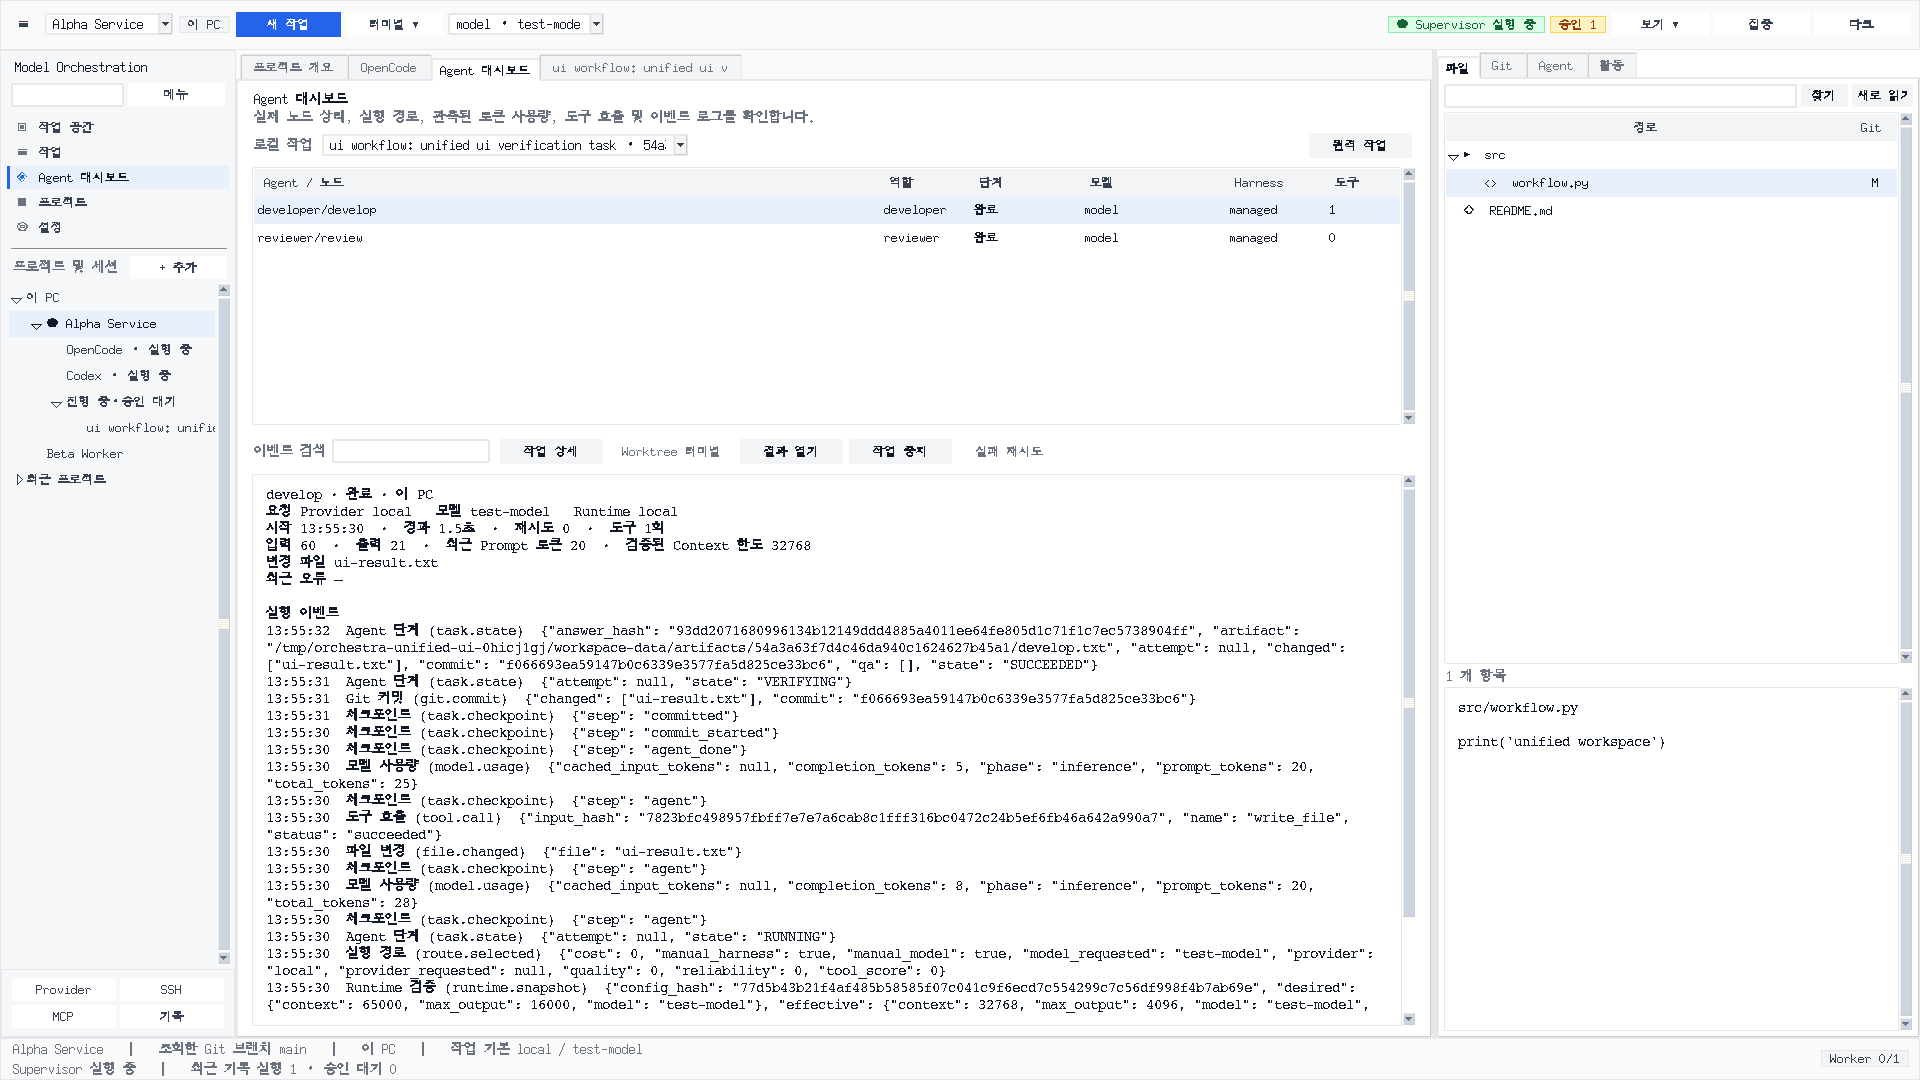 Alpha Service
이 PC
새 작업
터미널 ▾
model • test-mode
Supervisor 실행 중
승인 1
보기 ▾
집중
다크
Model Orchestration
메뉴
작업 공간
작업
Agent 대시보드
프로젝트
설정
프로젝트 및 세션
+ 추가
이 PC
Alpha Service
OpenCode • 실행 중
Codex • 실행 중
진행 중·승인 대기
ui workflow: unifie
Beta Worker
최근 프로젝트
Provider
SSH
MCP
기록
프로젝트 개요
OpenCode
Agent 대시보드
ui workflow: unified ui v
Agent 대시보드
실제 노드 상태, 실행 경로, 관측된 토큰 사용량, 도구 호출 및 이벤트 로그를 확인합니다.
로컬 작업
ui workflow: unified ui verification task • 54a
원격 작업
Agent / 노드 역할 단계 모델 Harness 도구
developer/develop developer 완료 model managed 1
reviewer/review reviewer 완료 model managed 0
이벤트 검색
작업 상세
Worktree 터미널
결과 열기
작업 중지
실패 재시도
develop · 완료 · 이 PC
요청 Provider local 모델 test-model Runtime local
시작 13:55:30 · 경과 1.5초 · 재시도 0 · 도구 1회
입력 60 · 출력 21 · 최근 Prompt 토큰 20 · 검증된 Context 한도 32768
변경 파일 ui-result.txt
최근 오류 —
실행 이벤트
13:55:32 Agent 단계 (task.state) {"answer_hash": "93dd2071680996134b12149ddd4885a4011ee64fe805d1c71f1c7ec5738904ff", "artifact":
"/tmp/orchestra-unified-ui-0hicj1gj/workspace-data/artifacts/54a3a63f7d4c46da940c1624627b45a1/develop.txt", "attempt": null, "changed":
["ui-result.txt"], "commit": "f066693ea59147b0c6339e3577fa5d825ce33bc6", "qa": [], "state": "SUCCEEDED"}
13:55:31 Agent 단계 (task.state) {"attempt": null, "state": "VERIFYING"}
13:55:31 Git 커밋 (git.commit) {"changed": ["ui-result.txt"], "commit": "f066693ea59147b0c6339e3577fa5d825ce33bc6"}
13:55:31 체크포인트 (task.checkpoint) {"step": "committed"}
13:55:30 체크포인트 (task.checkpoint) {"step": "commit_started"}
13:55:30 체크포인트 (task.checkpoint) {"step": "agent_done"}
13:55:30 모델 사용량 (model.usage) {"cached_input_tokens": null, "completion_tokens": 5, "phase": "inference", "prompt_tokens": 20,
"total_tokens": 25}
13:55:30 체크포인트 (task.checkpoint) {"step": "agent"}
13:55:30 도구 호출 (tool.call) {"input_hash": "7823bfc498957fbff7e7e7a6cab8c1fff316bc0472c24b5ef6fb46a642a990a7", "name": "write_file",
"status": "succeeded"}
13:55:30 파일 변경 (file.changed) {"file": "ui-result.txt"}
13:55:30 체크포인트 (task.checkpoint) {"step": "agent"}
13:55:30 모델 사용량 (model.usage) {"cached_input_tokens": null, "completion_tokens": 8, "phase": "inference", "prompt_tokens": 20,
"total_tokens": 28}
13:55:30 체크포인트 (task.checkpoint) {"step": "agent"}
13:55:30 Agent 단계 (task.state) {"attempt": null, "state": "RUNNING"}
13:55:30 실행 경로 (route.selected) {"cost": 0, "manual_harness": true, "manual_model": true, "model_requested": "test-model", "provider":
"local", "provider_requested": null, "quality": 0, "reliability": 0, "tool_score": 0}
13:55:30 Runtime 검증 (runtime.snapshot) {"config_hash": "77d5b43b21f4af485b58585f07c041c9f6ecd7c554299c7c56df998f4b7ab69e", "desired":
{"context": 65000, "max_output": 16000, "model": "test-model"}, "effective": {"context": 32768, "max_output": 4096, "model": "test-model",
파일
Git
Agent
활동
찾기
새로 읽기
경로 Git
src
<> workflow.py M
README.md
1 개 항목
src/workflow.py
print('unified workspace')
Alpha Service | 조회한 Git 브랜치 main | 이 PC | 작업 기본 local / test-model
Supervisor 실행 중 | 최근 기록 실행 1 · 승인 대기 0
Worker 0/1